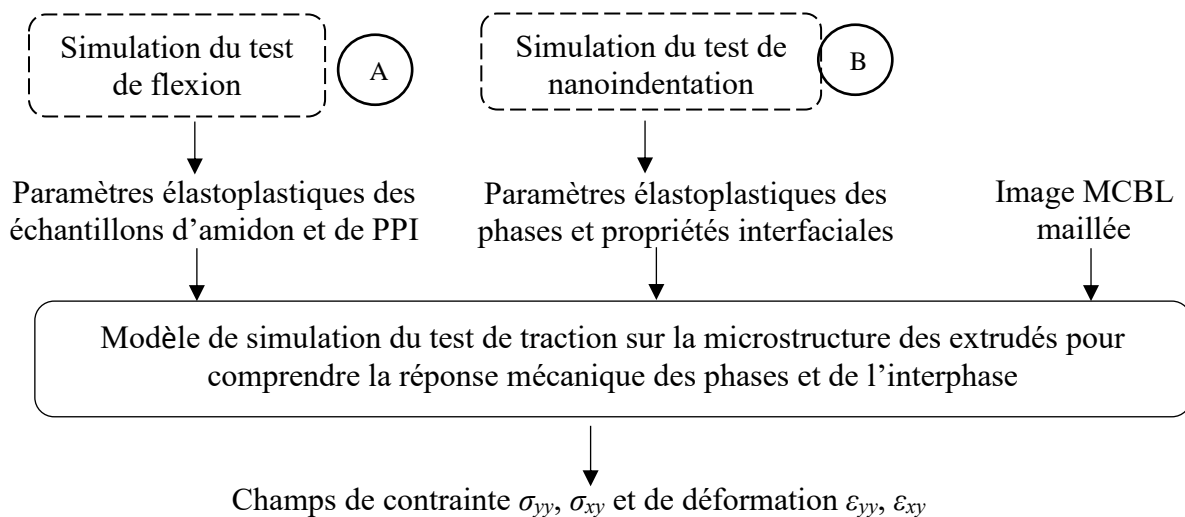 Simulation du test
de flexion
A
Simulation du test de
nanoindentation
B
Paramètres élastoplastiques des
échantillons d’amidon et de PPI
Paramètres élastoplastiques des
phases et propriétés interfaciales
Image MCBL
maillée
Modèle de simulation du test de traction sur la microstructure des extrudés pour
comprendre la réponse mécanique des phases et de l’interphase
Champs de contrainte σyy, σxy et de déformation εyy, εxy